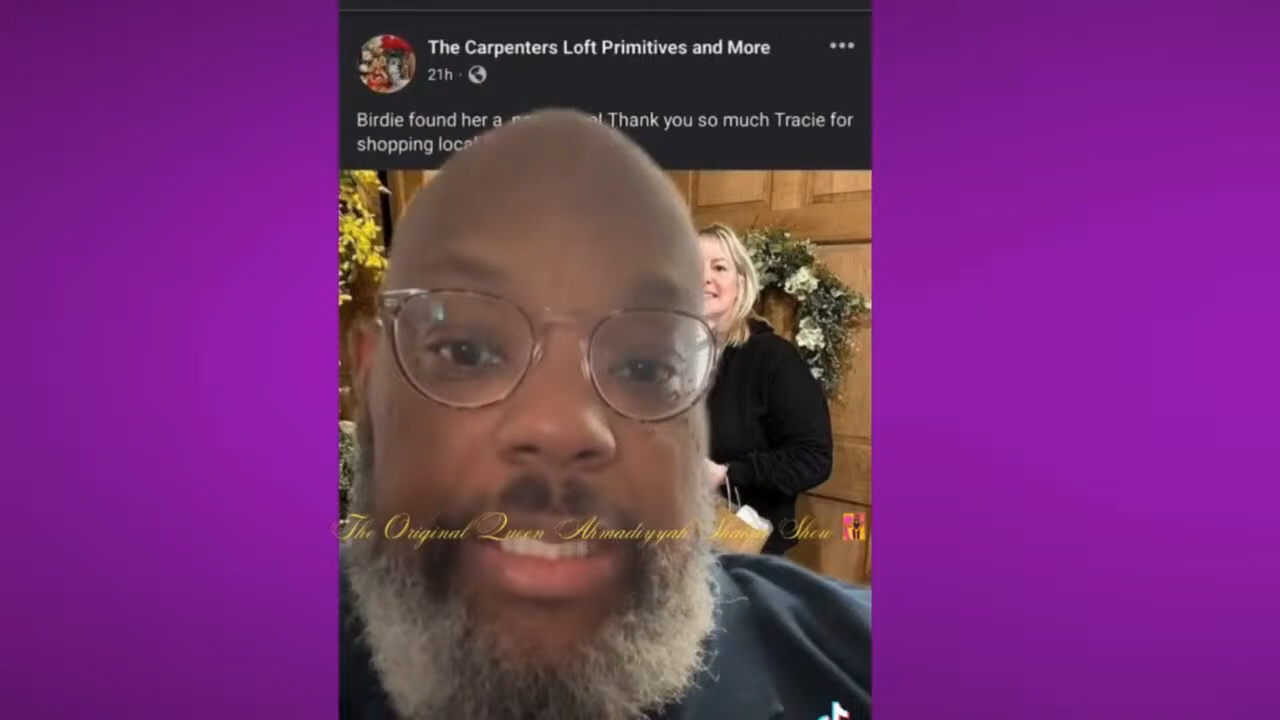 The Carpenters Loft Primitives and More
21h ·
Birdie found her a Thank you so much Tracie for
shopping local
The Original Queen Ahmadiyyah Show